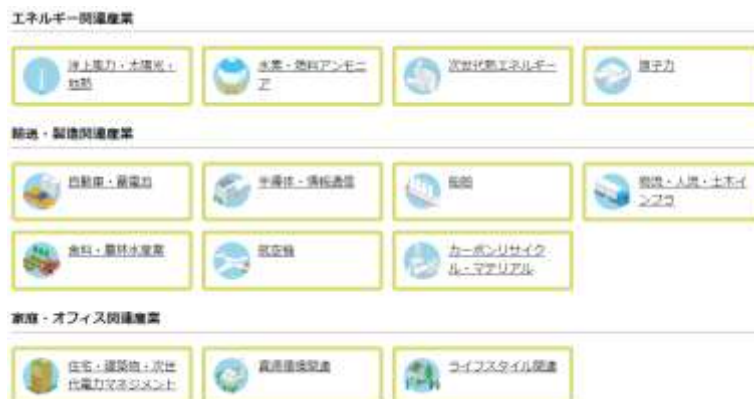 エネルギー関連産業
洋上風力・太陽光・
地熱
水素・燃料アンモニ
ア
次世代熱エネルギー
原子力
輸送・製造関連産業
自動車・蓄電池
半導体・情報通信
船舶
物流・人流・土木イ
ンフラ
食料・農林水産業
航空機
カーボンリサイク
ル・マテリアル
家庭・オフィス関連産業
住宅・建築物・次世
代電力マネジメント
資源循環関連
ライフスタイル関連